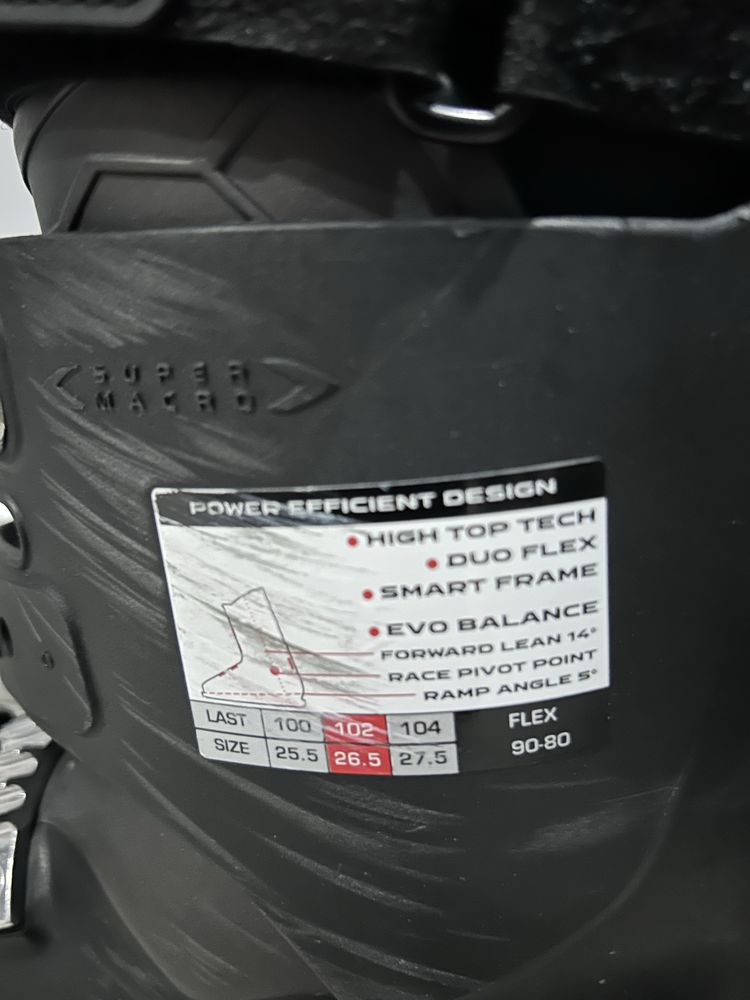 SUPER
MACRO
POWER EFFICIENT DESIGN
HIGH TOP TECH
DUO FLEX
SMART FRAME
EVO BALANCE
FORWARD LEAN 14°
RACE PIVOT POINT
RAMP ANGLE 5°
LAST 100 102 104
SIZE 25.5 26.5 27.5
FLEX
90-80